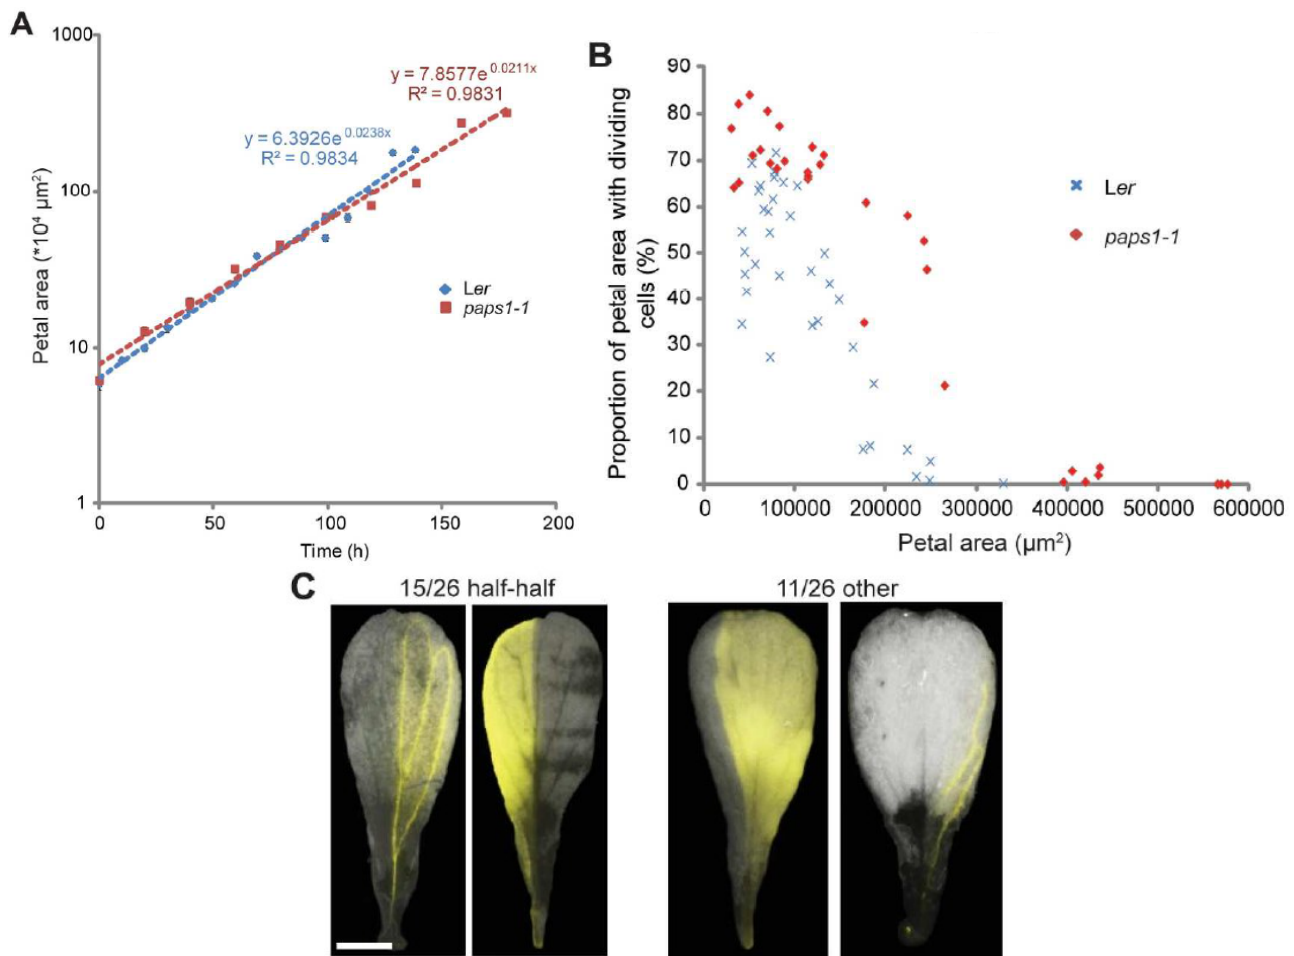 A
1000
100
10
1
Petal area (*10⁴ µm²)
y = 7.8577e^0.0211x
R² = 0.9831
y = 6.3926e^0.0238x
R² = 0.9834
Ler
paps1-1
0 50 100 150 200
Time (h)
B
90
80
70
60
50
40
30
20
10
0
Proportion of petal area with dividing
cells (%)
Ler
paps1-1
0 100000 200000 300000 400000 500000 600000
Petal area (µm²)
C
15/26 half-half
11/26 other